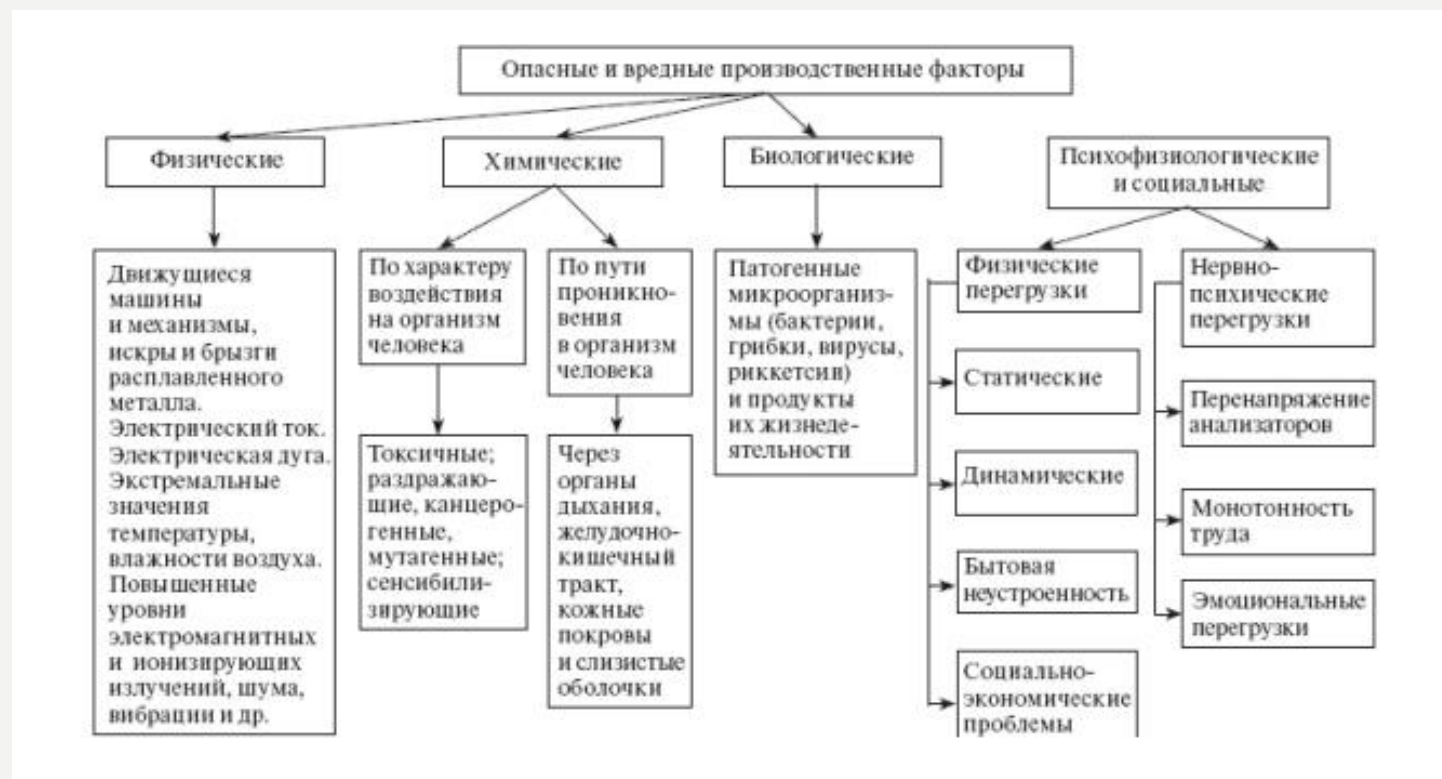 Опасные и вредные производственные факторы
Физические
Химические
Биологические
Психофизиологические
и социальные
Движущиеся
машины
и механизмы,
искры и брызги
расплавленного
металла.
Электрический ток.
Электрическая дуга.
Экстремальные
значения
температуры,
влажности воздуха.
Повышенные
уровни
электромагнитных
и ионизирующих
излучений, шума,
вибрации и др.
По характеру
воздействия
на организм
человека
Токсичные;
раздражаю-
щие, канцеро-
генные,
мутагенные;
сенсибили-
зирующие
По пути
проникно-
вения
в организм
человека
Через
органы
дыхания,
желудочно-
кишечный
тракт,
кожные
покровы
и слизистые
оболочки
Патогенные
микроорганиз-
мы (бактерии,
грибки, вирусы,
риккетсии)
и продукты
их жизнеде-
ятельности
Физические
перегрузки
Статические
Динамические
Бытовая
неустроенность
Социально-
экономические
проблемы
Нервно-
психические
перегрузки
Перенапряжение
анализаторов
Монотонность
труда
Эмоциональные
перегрузки